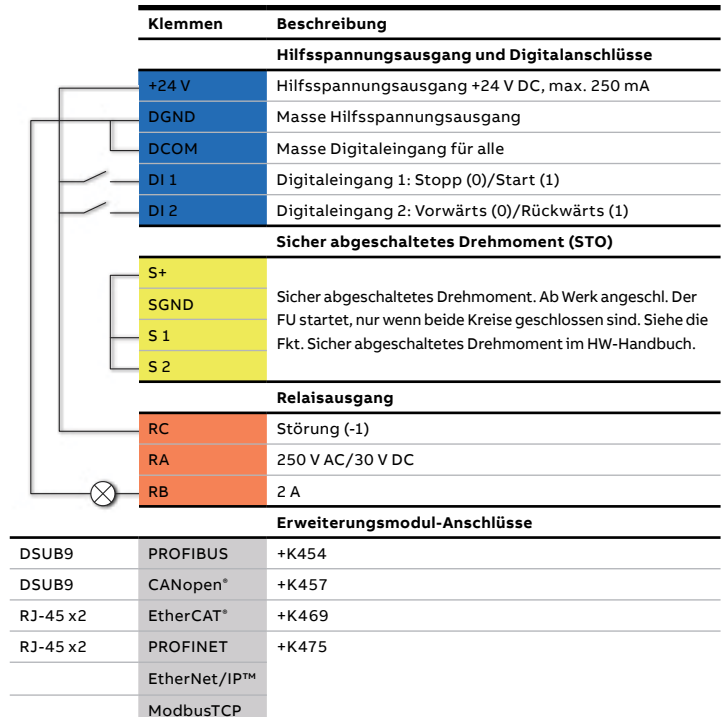 Klemmen Beschreibung
Hilfsspannungsausgang und Digitalanschlüsse
+24 V Hilfsspannungsausgang +24 V DC, max. 250 mA
DGND Masse Hilfsspannungsausgang
DCOM Masse Digitaleingang für alle
DI 1 Digitaleingang 1: Stopp (0)/Start (1)
DI 2 Digitaleingang 2: Vorwärts (0)/Rückwärts (1)
Sicher abgeschaltetes Drehmoment (STO)
S+
SGND
S 1
S 2
Sicher abgeschaltetes Drehmoment. Ab Werk angeschl. Der
FU startet, nur wenn beide Kreise geschlossen sind. Siehe die
Fkt. Sicher abgeschaltetes Drehmoment im HW-Handbuch.
Relaisausgang
RC Störung (-1)
RA 250 V AC/30 V DC
RB 2 A
Erweiterungsmodul-Anschlüsse
DSUB9 PROFIBUS +K454
DSUB9 CANopen® +K457
RJ-45 x2 EtherCAT® +K469
RJ-45 x2 PROFINET +K475
EtherNet/IP™
ModbusTCP